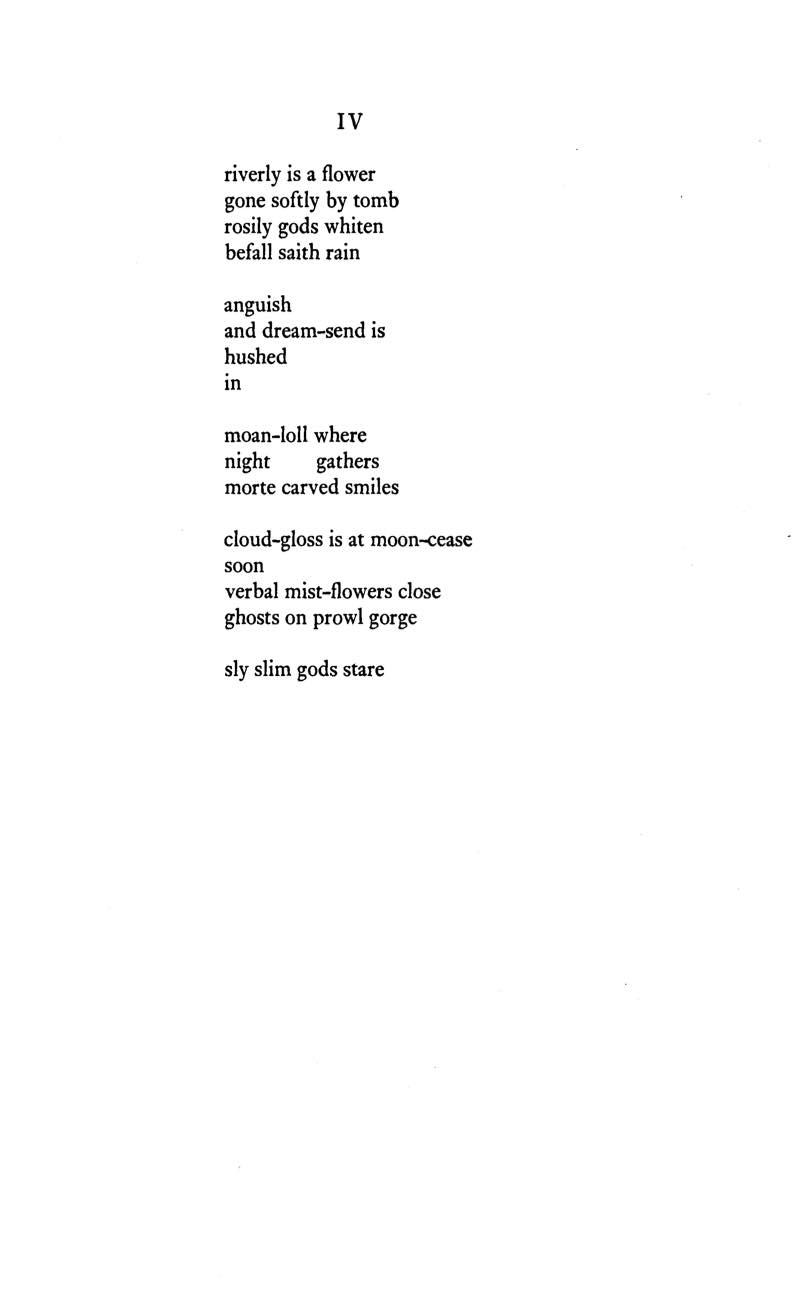 IV
riverly is a flower
gone softly by tomb
rosily gods whiten
befall saith rain
anguish
and dream-send is
hushed
in
moan-loll where
night gathers
morte carved smiles
cloud-gloss is at moon-cease
soon
verbal mist-flowers close
ghosts on prowl gorge
sly slim gods stare